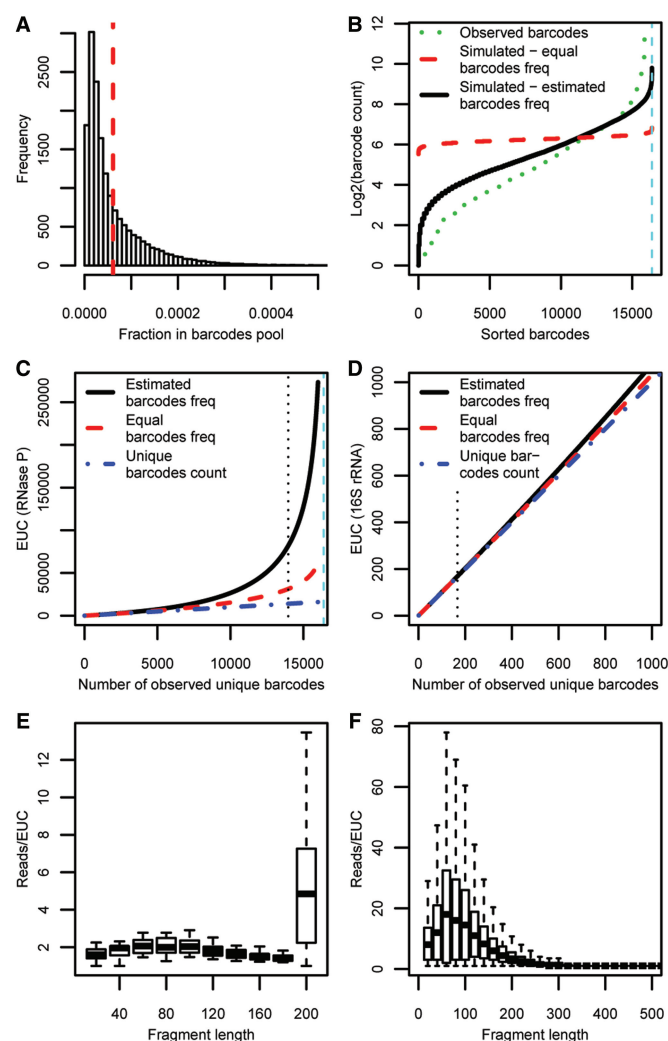 A
Frequency
0
500
1500
2500
0.0000
0.0002
0.0004
Fraction in barcodes pool
B
Log2(barcode count)
0
2
4
6
8
10
12
Observed barcodes
Simulated − equal
barcodes freq
Simulated − estimated
barcodes freq
0
5000
10000
15000
Sorted barcodes
C
EUC (RNase P)
0
50000
150000
250000
Estimated
barcodes freq
Equal
barcodes freq
Unique
barcodes count
0
5000
10000
15000
Number of observed unique barcodes
D
EUC (16S rRNA)
0
200
400
600
800
1000
Estimated
barcodes freq
Equal
barcodes freq
Unique bar−
codes count
0
200
400
600
800
1000
Number of observed unique barcodes
E
Reads/EUC
2
4
6
8
10
12
40
80
120
160
200
Fragment length
F
Reads/EUC
0
20
40
60
80
0
100
200
300
400
500
Fragment length